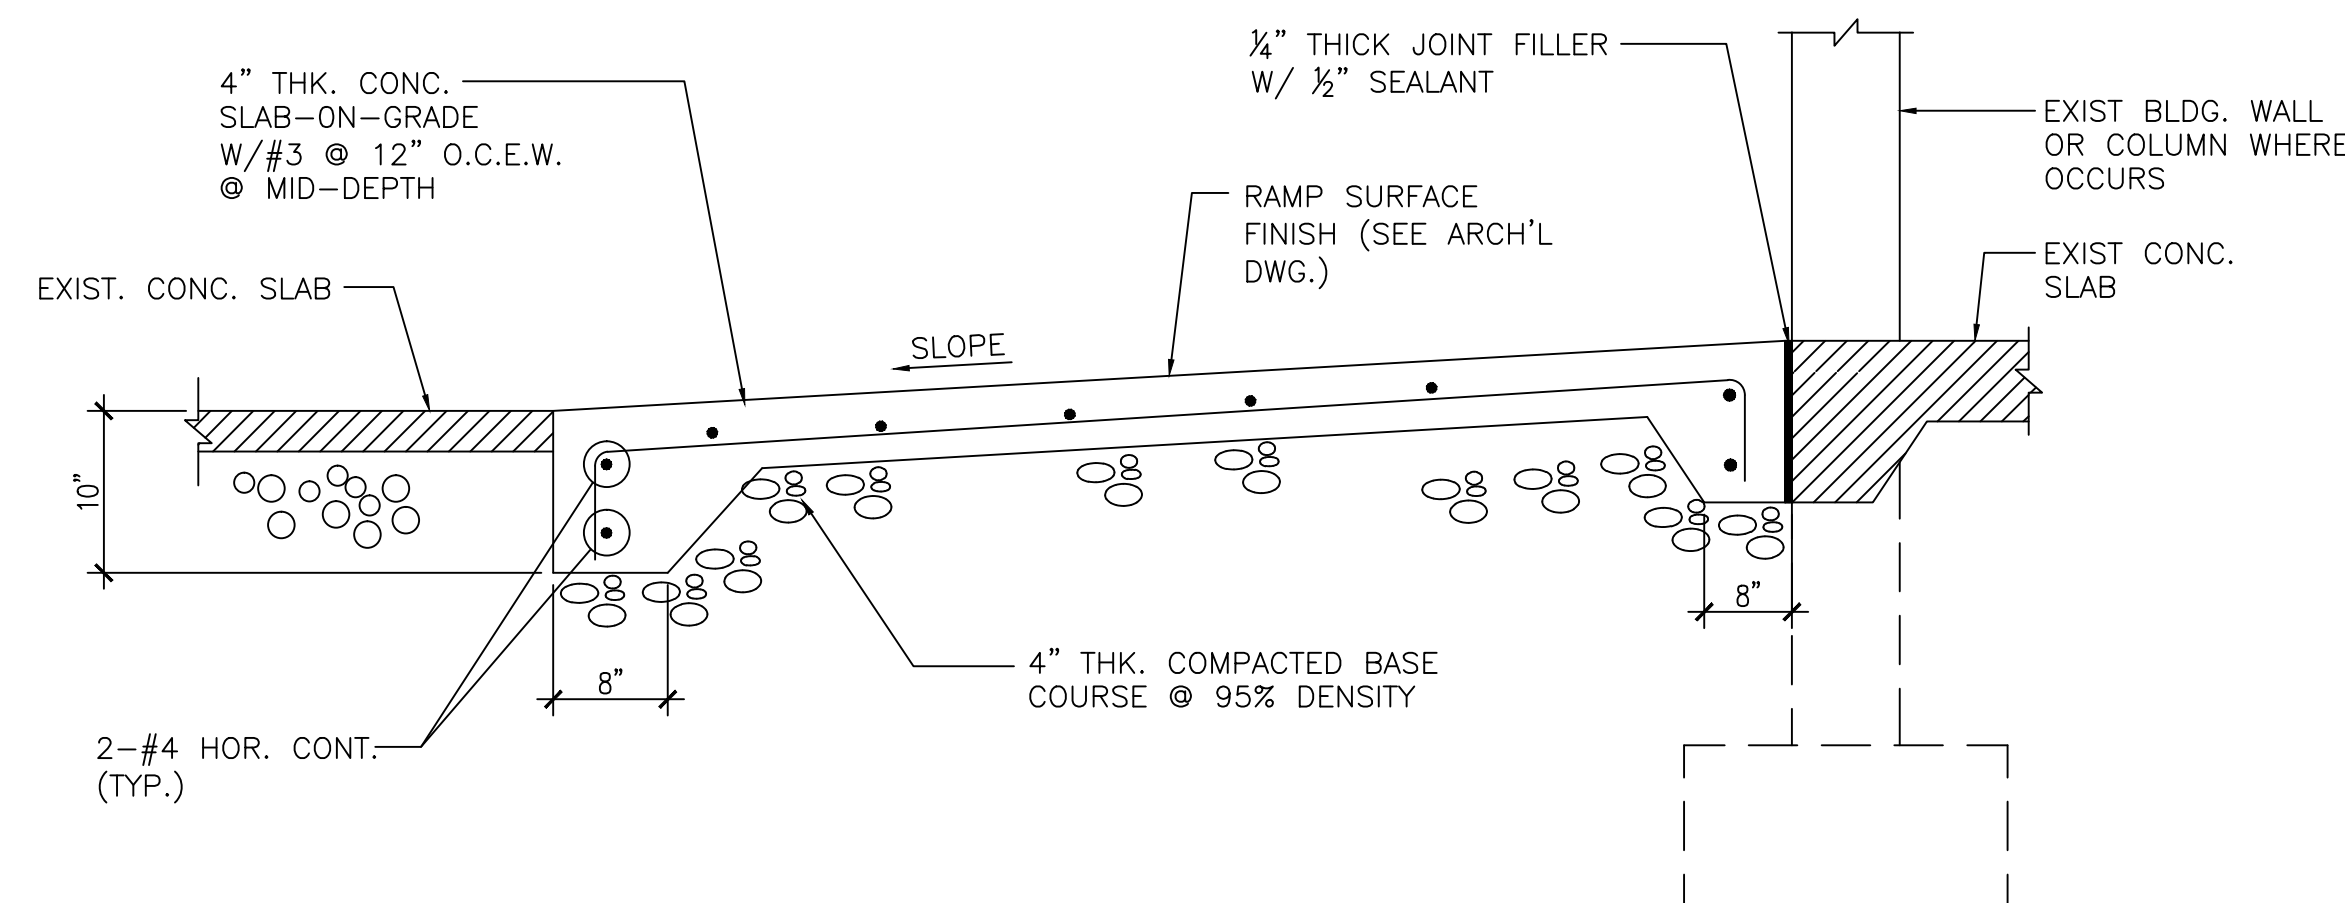 4" THK. CONC.
SLAB-ON-GRADE
W/#3 @ 12" O.C.E.W.
@ MID-DEPTH
EXIST. CONC. SLAB
1/4" THICK JOINT FILLER
W/ 1/2" SEALANT
EXIST BLDG. WALL
OR COLUMN WHERE
OCCURS
RAMP SURFACE
FINISH (SEE ARCH'L
DWG.)
EXIST CONC.
SLAB
SLOPE
10"
8"
8"
4" THK. COMPACTED BASE
COURSE @ 95% DENSITY
2-#4 HOR. CONT.
(TYP.)